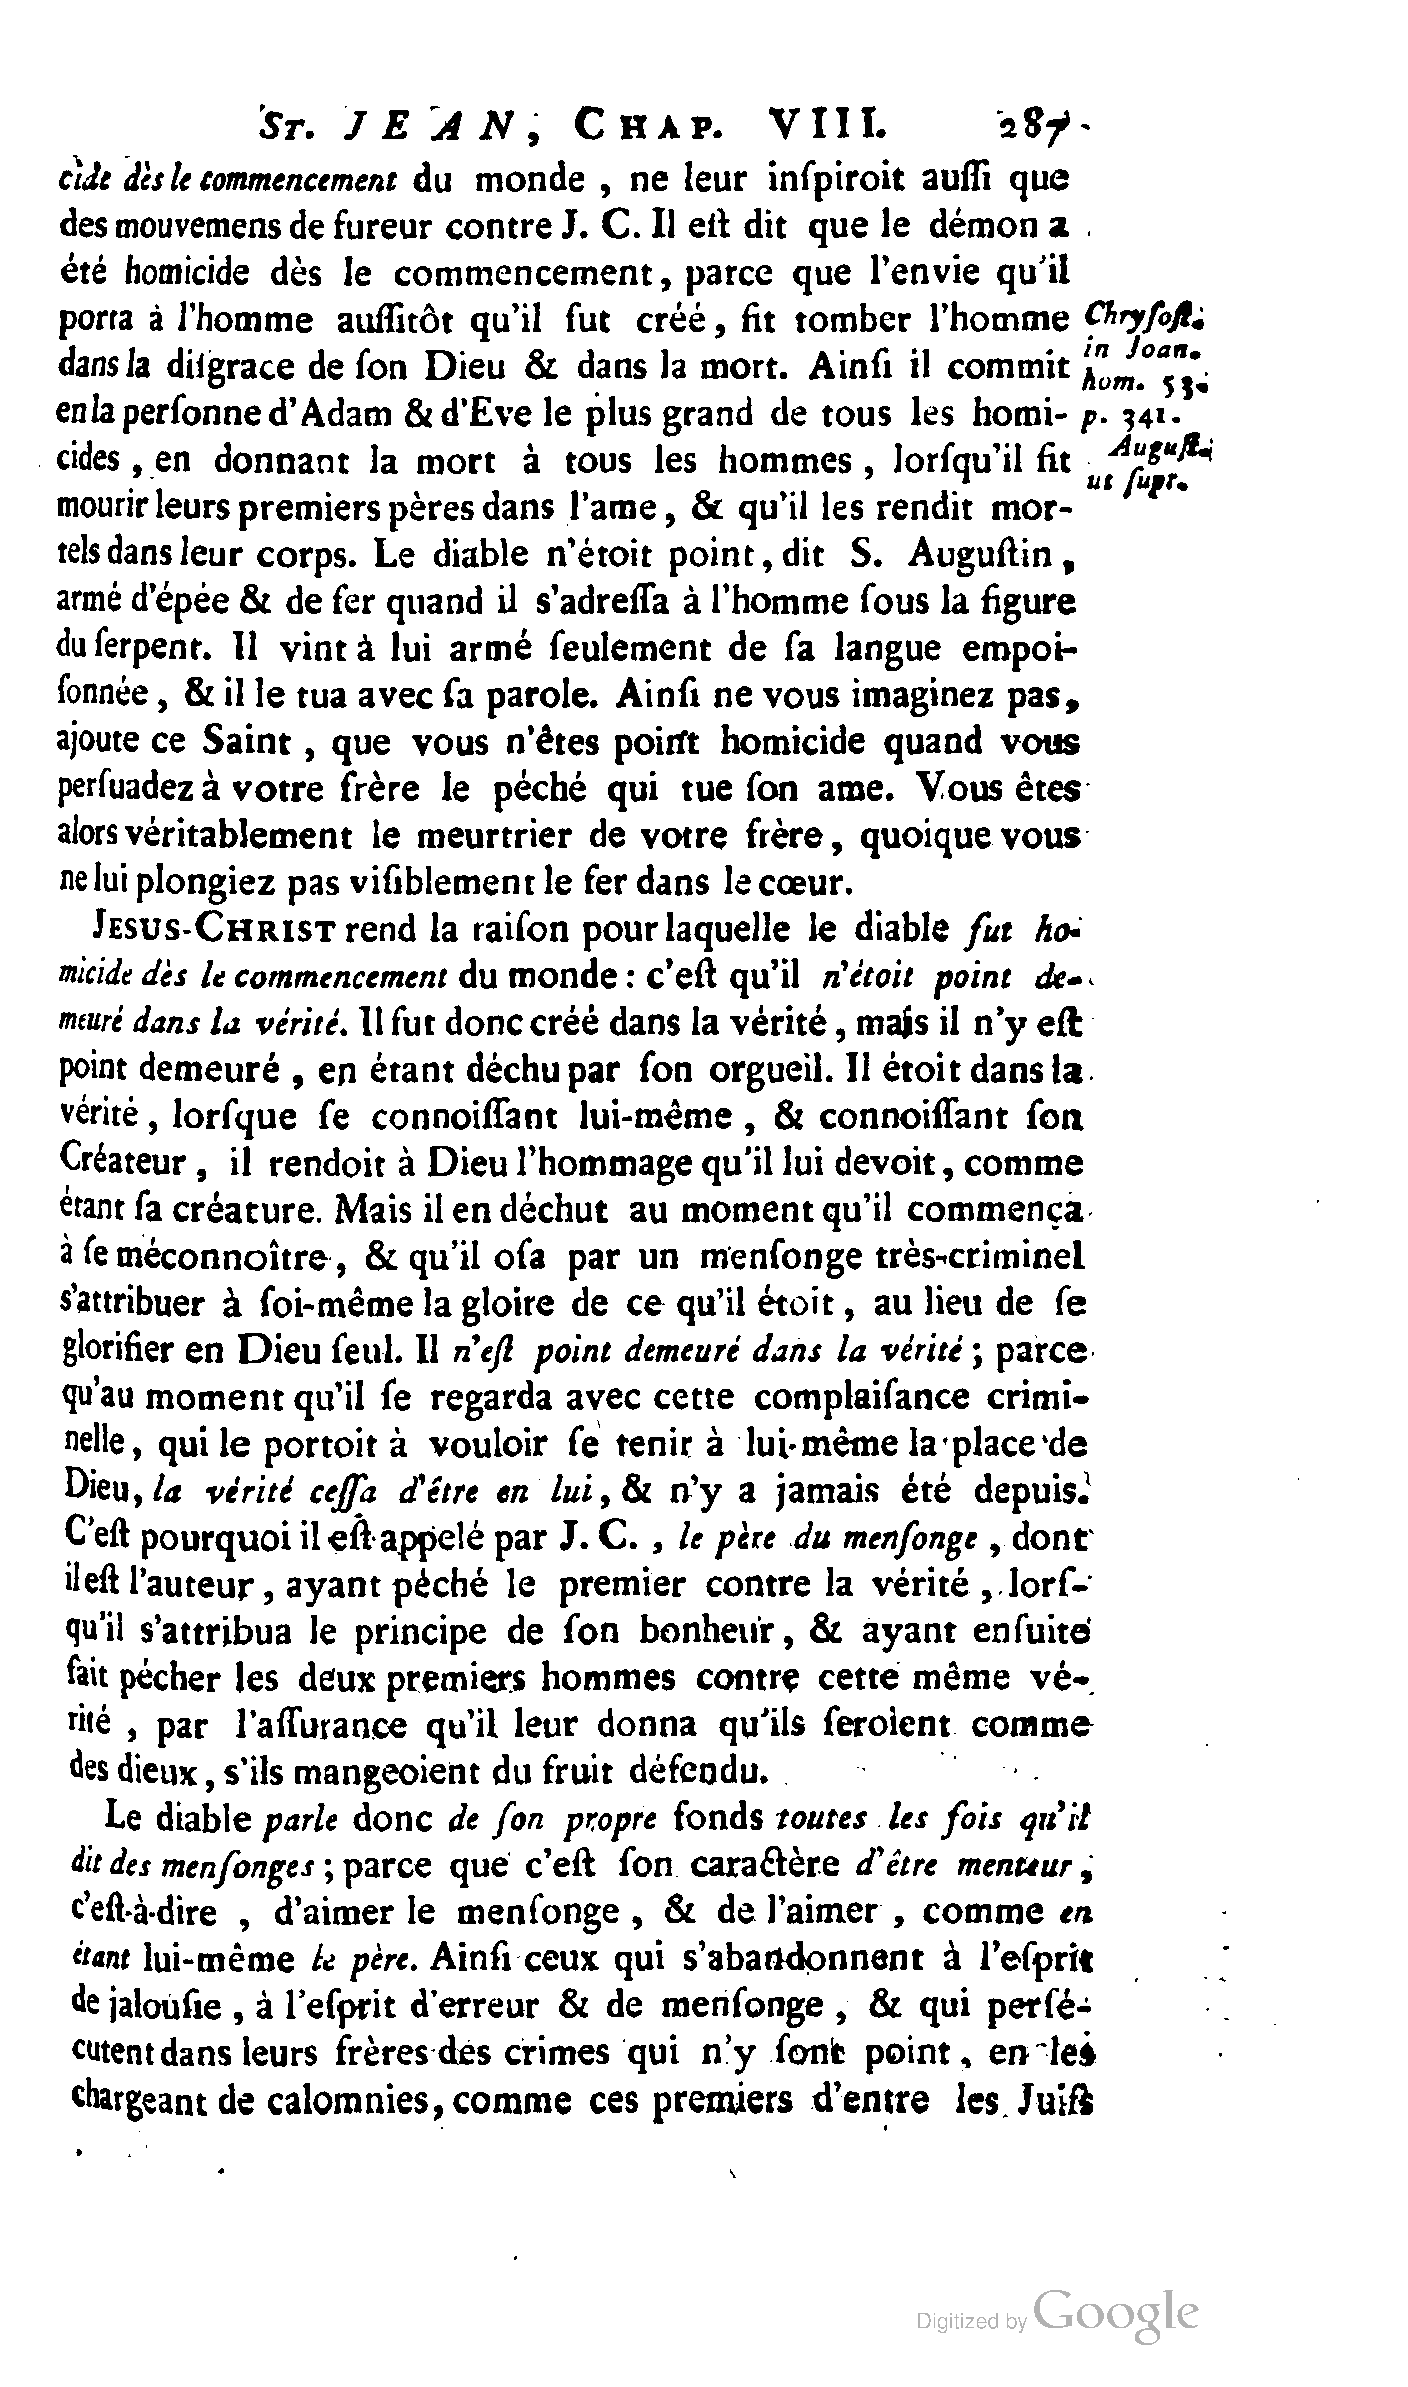 ST. JEAN, CHAP. VIII. 287
cide dès le commencement du monde, ne leur inſpiroit auſſi que
des mouvemens de fureur contre J. C. Il eſt dit que le démon a
été homicide dès le commencement, parce que l'envie qu'il
porta à l'homme auſſitôt qu'il fut créé, fit tomber l'homme
dans la diſgrace de ſon Dieu & dans la mort. Ainſi il commit
en la perſonne d'Adam & d'Eve le plus grand de tous les homi-
cides, en donnant la mort à tous les hommes, lorſqu'il fit
mourir leurs premiers pères dans l'ame, & qu'il les rendit mor-
tels dans leur corps. Le diable n'étoit point, dit S. Auguſtin,
armé d'épée & de fer quand il s'adreſſa à l'homme ſous la figure
du ſerpent. Il vint à lui armé ſeulement de ſa langue empoi-
ſonnée, & il le tua avec ſa parole. Ainſi ne vous imaginez pas,
ajoute ce Saint, que vous n'êtes point homicide quand vous
perſuadez à votre frère le péché qui tue ſon ame. Vous êtes
alors véritablement le meurtrier de votre frère, quoique vous
ne lui plongiez pas viſiblement le fer dans le cœur.
JESUS-CHRIST rend la raiſon pour laquelle le diable fut ho-
micide dès le commencement du monde : c'eſt qu'il n'étoit point de-
meuré dans la vérité. Il fut donc créé dans la vérité, mais il n'y eſt
point demeuré, en étant déchu par ſon orgueil. Il étoit dans la
vérité, lorſque ſe connoiſſant lui-même, & connoiſſant ſon
Créateur, il rendoit à Dieu l'hommage qu'il lui devoit, comme
étant ſa créature. Mais il en déchut au moment qu'il commença
à ſe méconnoître, & qu'il oſa par un menſonge très-criminel
s'attribuer à ſoi-même la gloire de ce qu'il étoit, au lieu de ſe
glorifier en Dieu ſeul. Il n'eſt point demeuré dans la vérité ; parce
qu'au moment qu'il ſe regarda avec cette complaiſance crimi-
nelle, qui le portoit à vouloir ſe tenir à lui-même la place de
Dieu, la vérité ceſſa d'être en lui, & n'y a jamais été depuis.
C'eſt pourquoi il eſt appelé par J. C., le père du menſonge, dont
il eſt l'auteur, ayant péché le premier contre la vérité, lorſ-
qu'il s'attribua le principe de ſon bonheur, & ayant enſuite
fait pécher les deux premiers hommes contre cette même vé-
rité, par l'aſſurance qu'il leur donna qu'ils ſeroient comme
des dieux, s'ils mangeoient du fruit défendu.
Le diable parle donc de ſon propre fonds toutes les fois qu'il
dit des menſonges ; parce que c'eſt ſon caractère d'être menteur,
c'eſt-à-dire, d'aimer le menſonge, & de l'aimer, comme en
étant lui-même le père. Ainſi ceux qui s'abandonnent à l'eſprit
de jalouſie, à l'eſprit d'erreur & de menſonge, & qui perſé-
cutent dans leurs frères des crimes qui n'y ſont point, en les
chargeant de calomnies, comme ces premiers d'entre les Juifs
Chryſoſt.
in Joan.
hom. 53.
p. 341.
Auguſt.
ut ſupr.
Digitized by Google